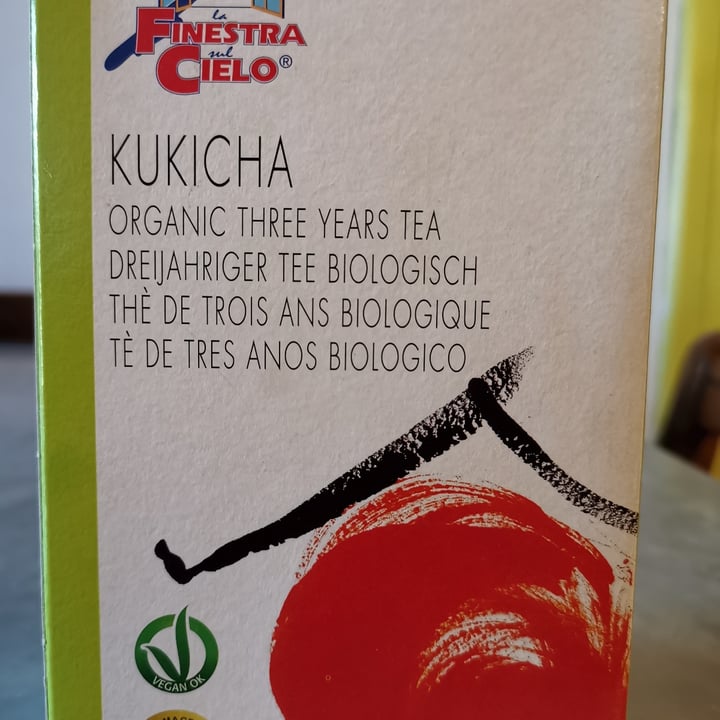 la
FINESTRA
sul
CIELO®
KUKICHA
ORGANIC THREE YEARS TEA
DREIJAHRIGER TEE BIOLOGISCH
THÈ DE TROIS ANS BIOLOGIQUE
TÈ DE TRES ANOS BIOLOGICO
VEGAN OK